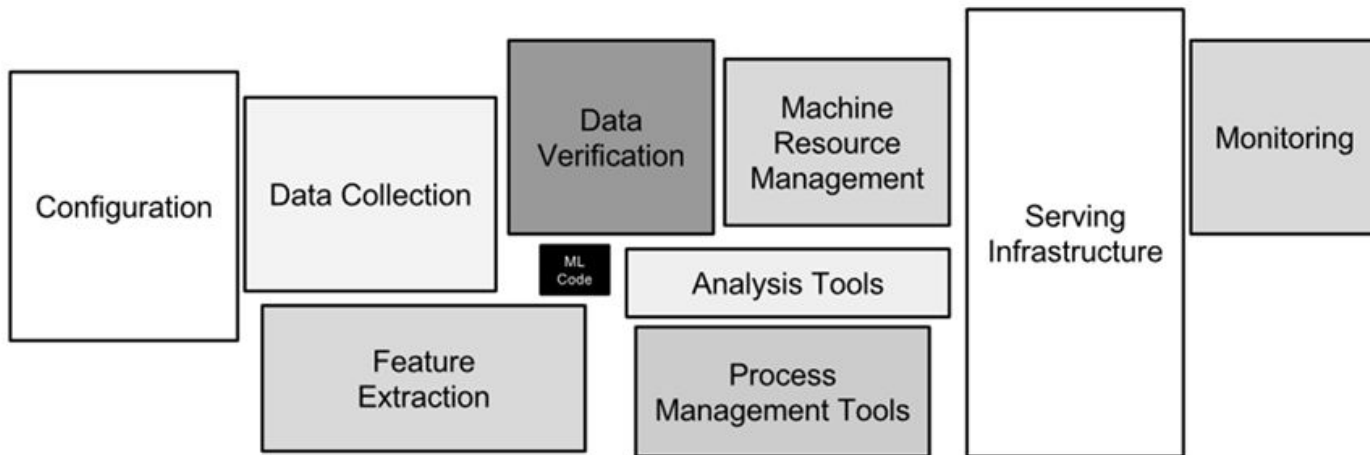 Configuration
Data Collection
Feature
Extraction
Data
Verification
ML
Code
Machine
Resource
Management
Analysis Tools
Process
Management Tools
Serving
Infrastructure
Monitoring